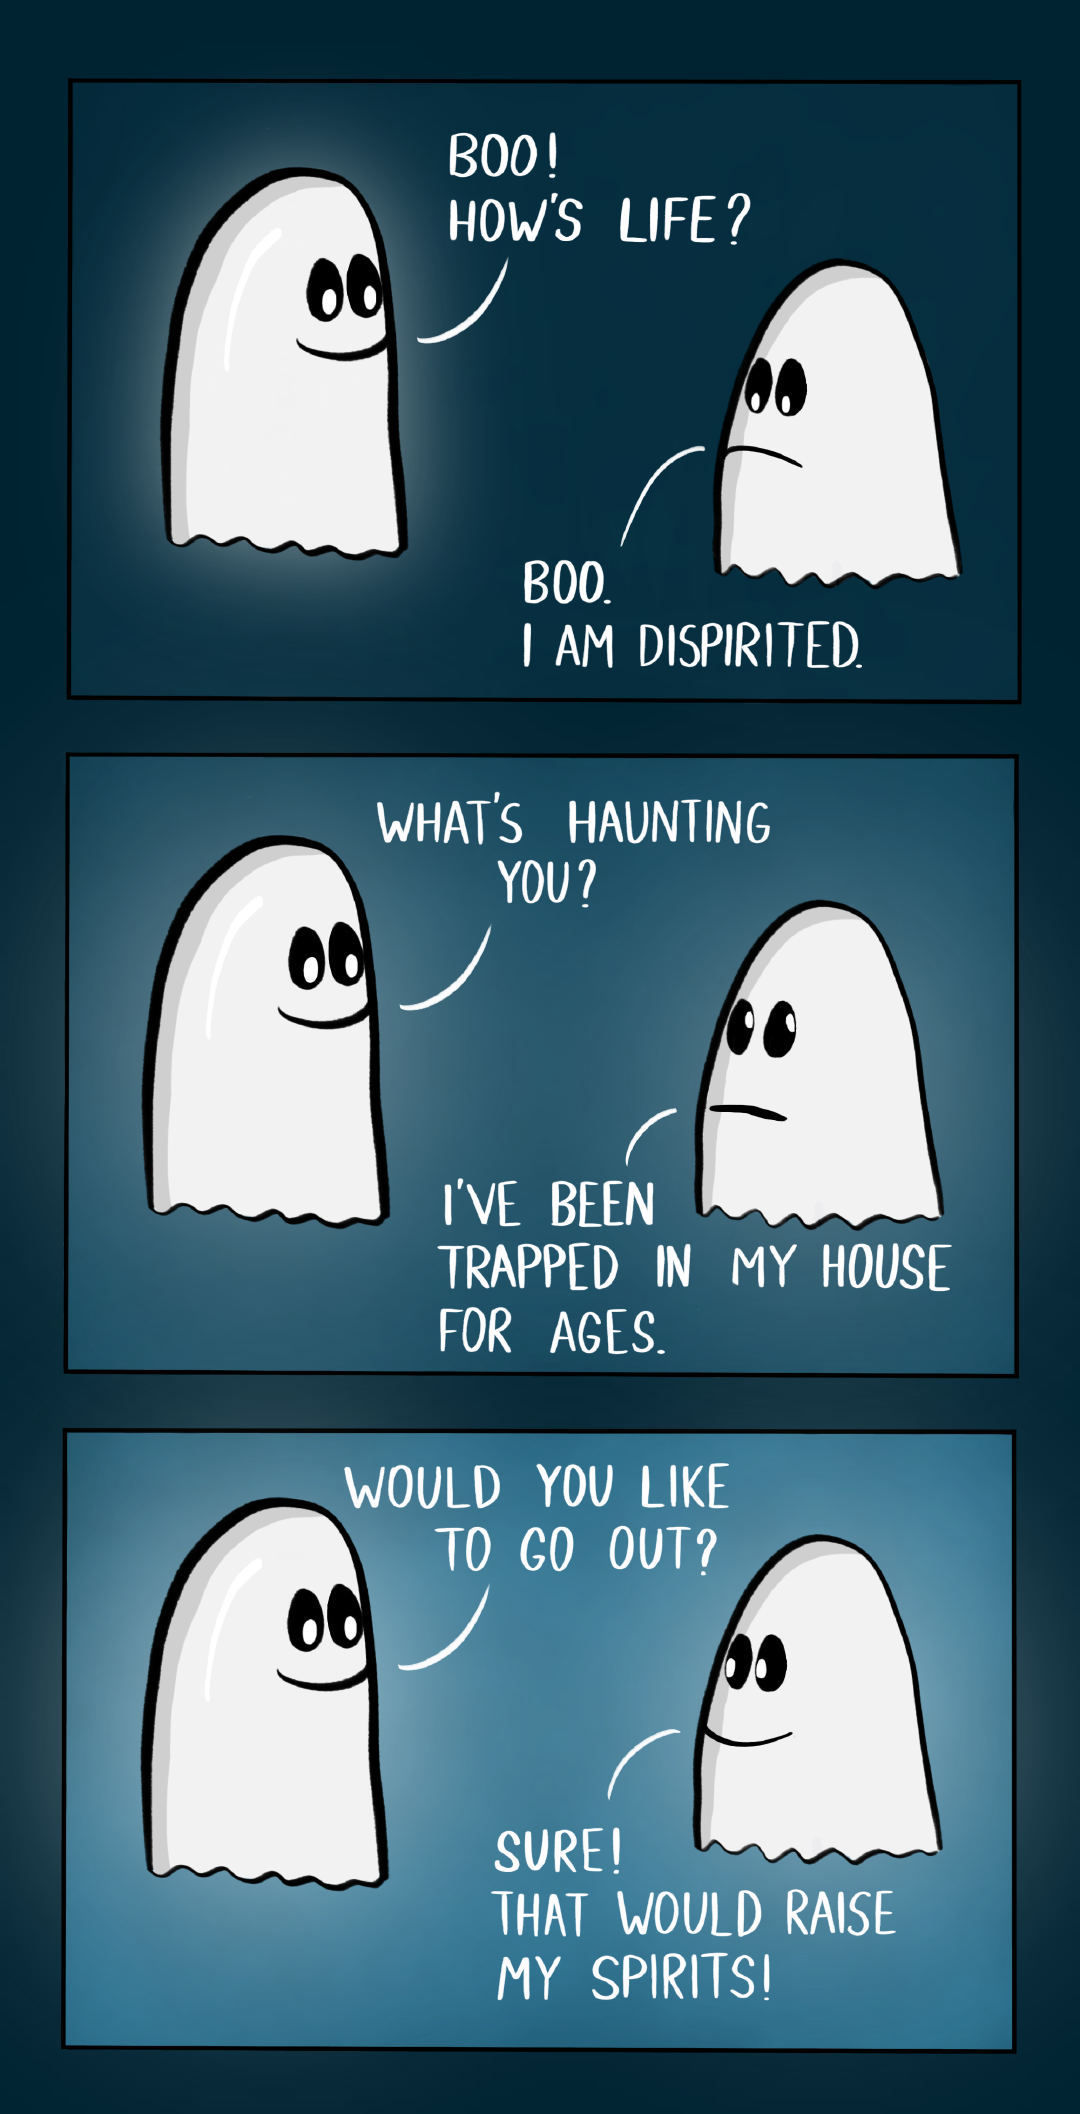 BOO!
HOW'S LIFE?
BOO.
I AM DISPIRITED.
WHAT'S HAUNTING
YOU?
I'VE BEEN
TRAPPED IN MY HOUSE
FOR AGES.
WOULD YOU LIKE
TO GO OUT?
SURE!
THAT WOULD RAISE
MY SPIRITS!